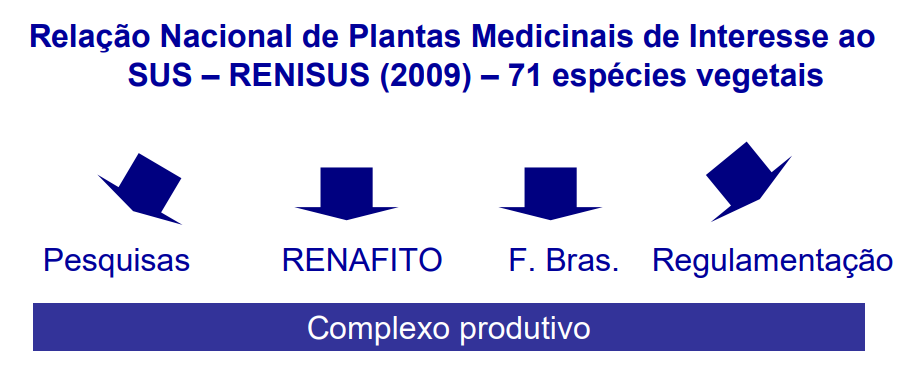 Relação Nacional de Plantas Medicinais de Interesse ao
SUS – RENISUS (2009) – 71 espécies vegetais
Pesquisas RENAFITO F. Bras. Regulamentação
Complexo produtivo